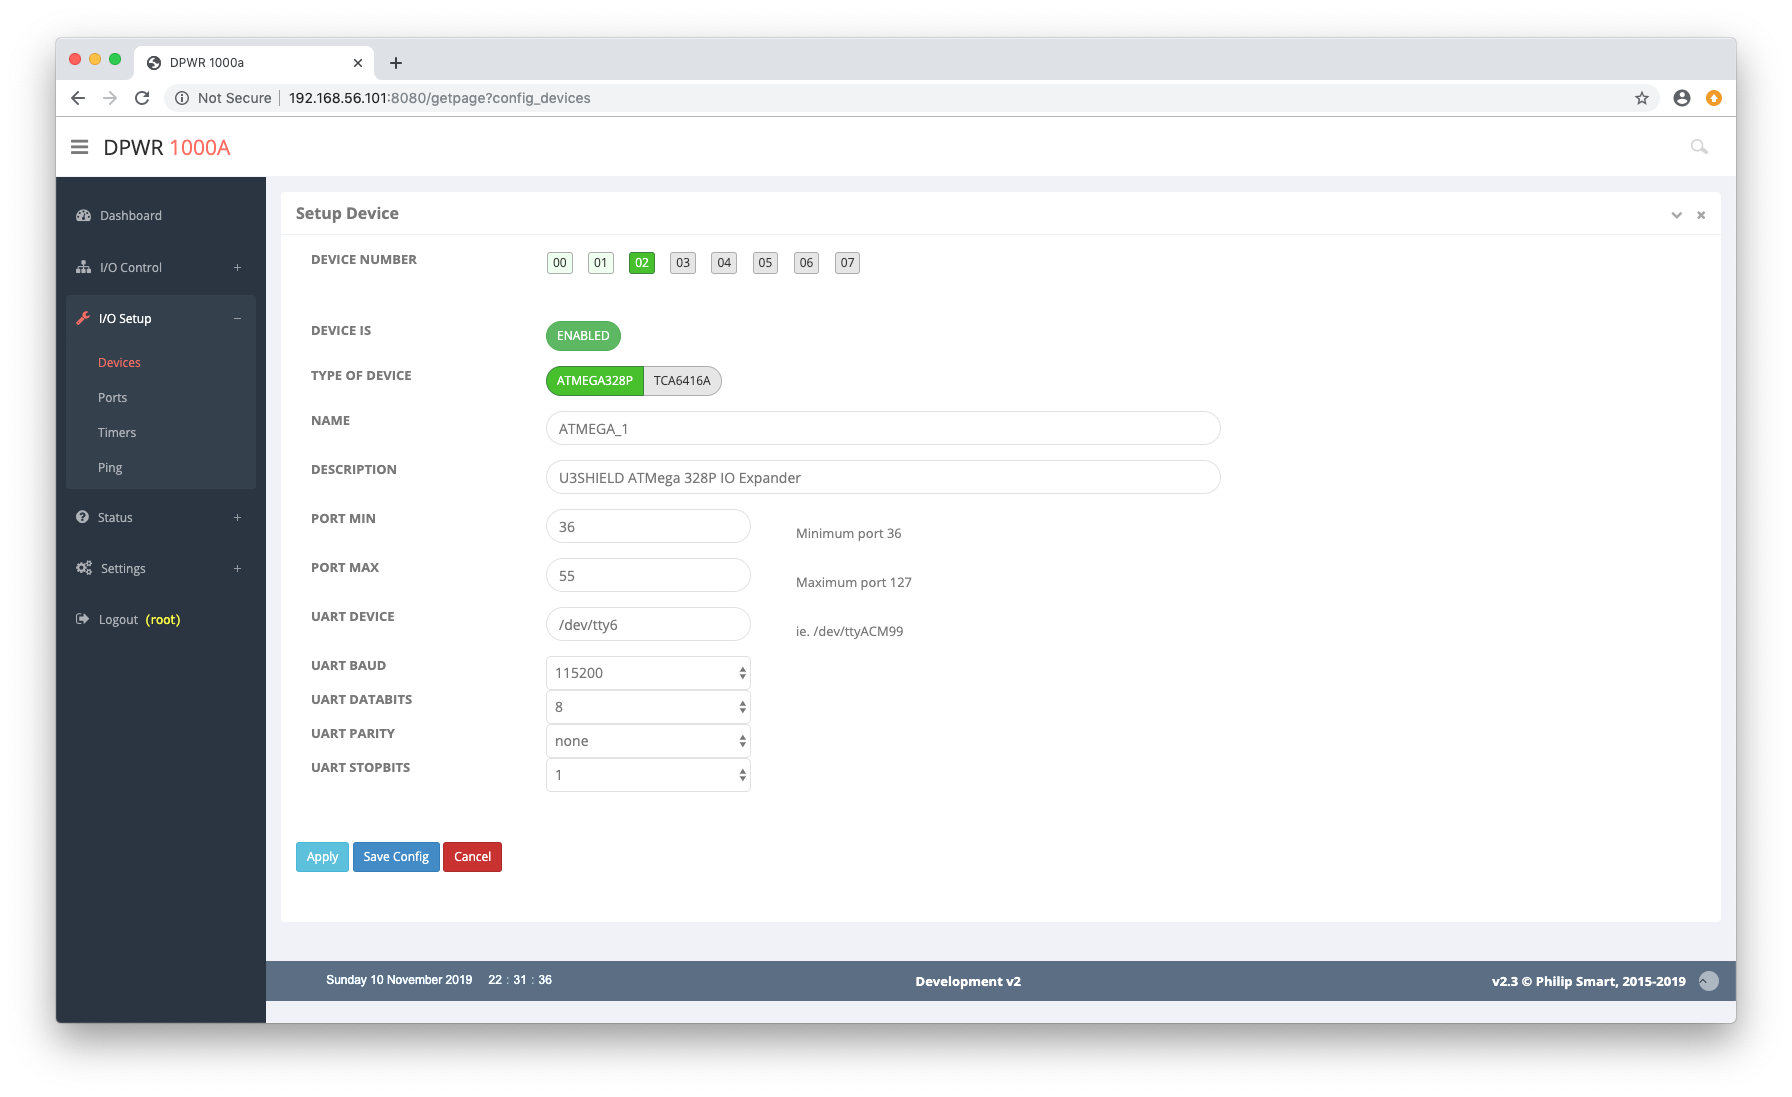 DPWR 1000a
Not Secure 192.168.56.101:8080/getpage?config_devices
DPWR 1000A
Dashboard
I/O Control
I/O Setup
Devices
Ports
Timers
Ping
Status
Settings
Logout (root)
Setup Device
DEVICE NUMBER 00 01 02 03 04 05 06 07
DEVICE IS ENABLED
TYPE OF DEVICE ATMEGA328P TCA6416A
NAME ATMEGA_1
DESCRIPTION U3SHIELD ATMega 328P IO Expander
PORT MIN 36 Minimum port 36
PORT MAX 55 Maximum port 127
UART DEVICE /dev/tty6 ie. /dev/ttyACM99
UART BAUD 115200
UART DATABITS 8
UART PARITY none
UART STOPBITS 1
Apply Save Config Cancel
Sunday 10 November 2019 22 : 31 : 36 Development v2 v2.3 © Philip Smart, 2015-2019